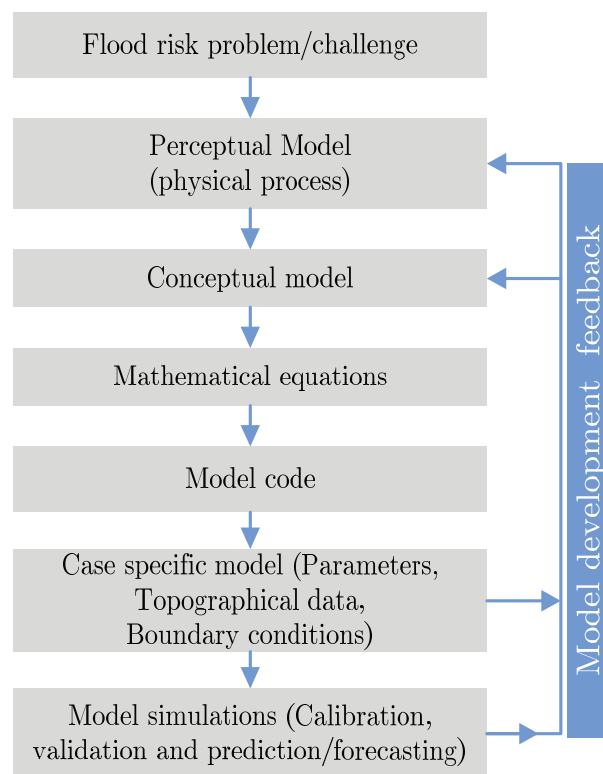 Flood risk problem/challenge
Perceptual Model
(physical process)
Conceptual model
Mathematical equations
Model code
Case specific model (Parameters,
Topographical data,
Boundary conditions)
Model simulations (Calibration,
validation and prediction/forecasting)
Model development feedback